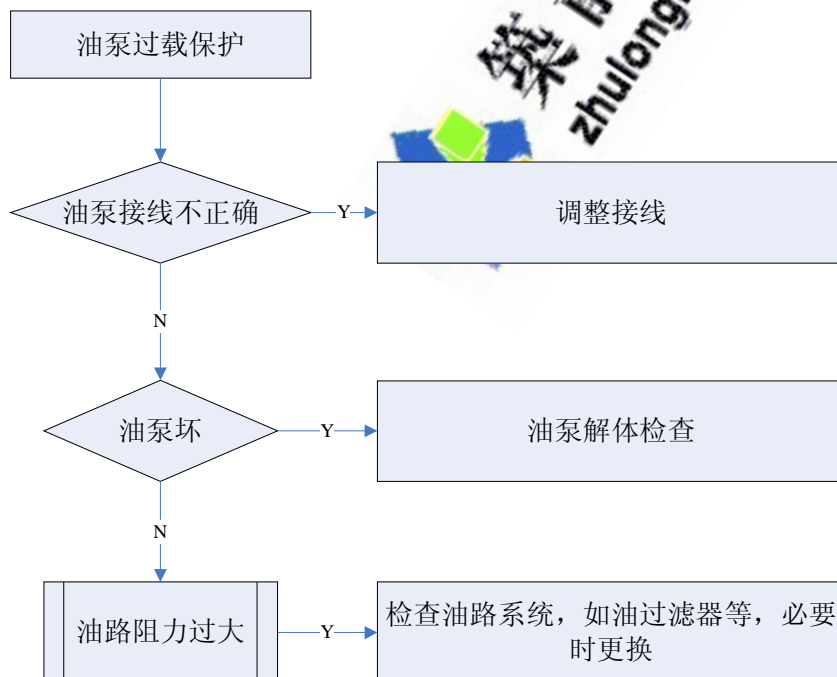 築
zhulong
油泵过载保护
油泵接线不正确
Y
调整接线
N
油泵坏
Y
油泵解体检查
N
油路阻力过大
Y
检查油路系统，如油过滤器等，必要
时更换